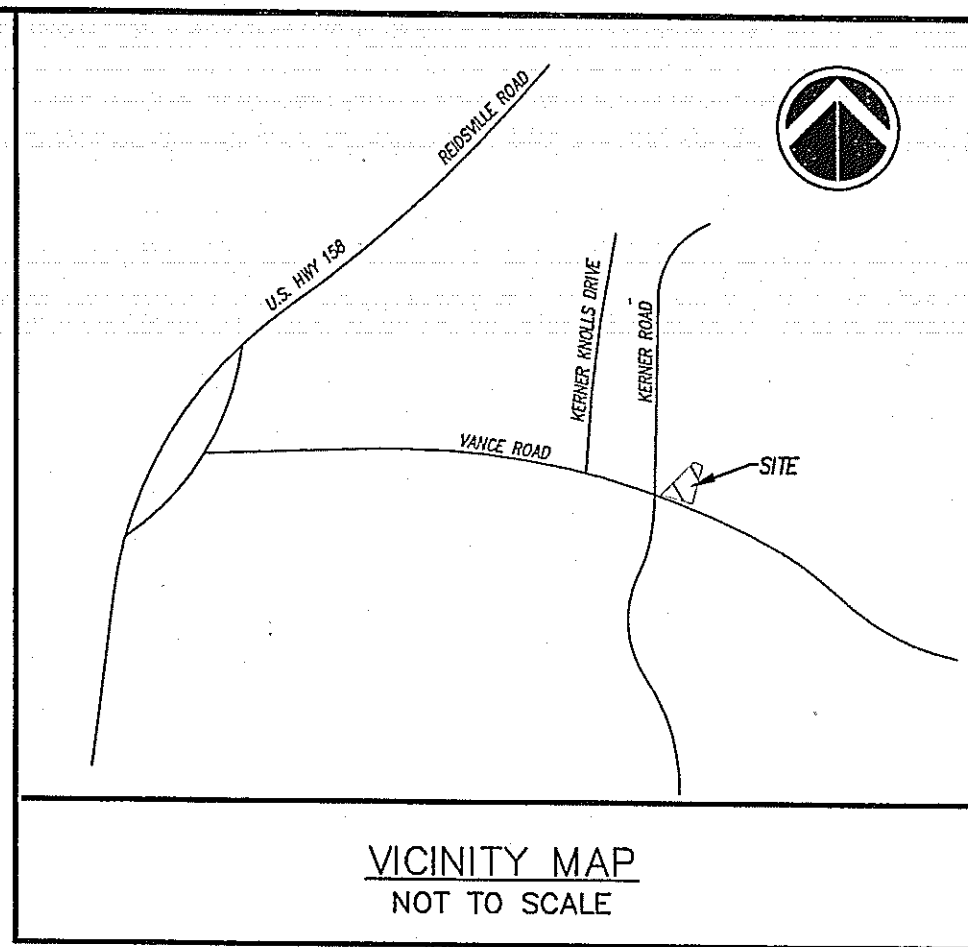 REIDSVILLE ROAD
U.S. HWY 158
KERNER KNOLLS DRIVE
KERNER ROAD
VANCE ROAD
SITE
VICINITY MAP
NOT TO SCALE